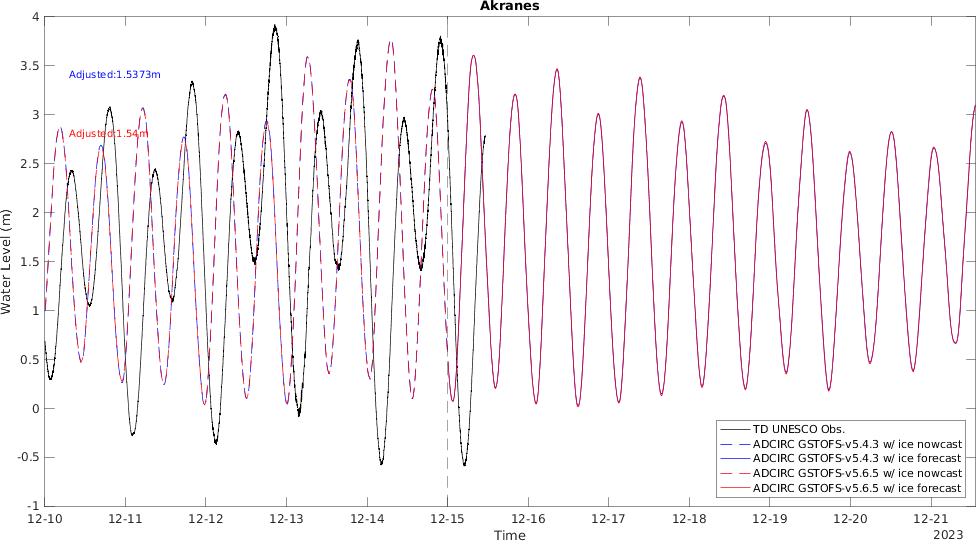 Akranes
4
3.5
Adjusted:1.5373m
3
Adjusted:1.54m
2.5
2
1.5
1
0.5
0
-0.5
-1
Water Level (m)
TD UNESCO Obs.
ADCIRC GSTOFS-v5.4.3 w/ ice nowcast
ADCIRC GSTOFS-v5.4.3 w/ ice forecast
ADCIRC GSTOFS-v5.6.5 w/ ice nowcast
ADCIRC GSTOFS-v5.6.5 w/ ice forecast
12-10 12-11 12-12 12-13 12-14 12-15 12-16 12-17 12-18 12-19 12-20 12-21
Time
2023